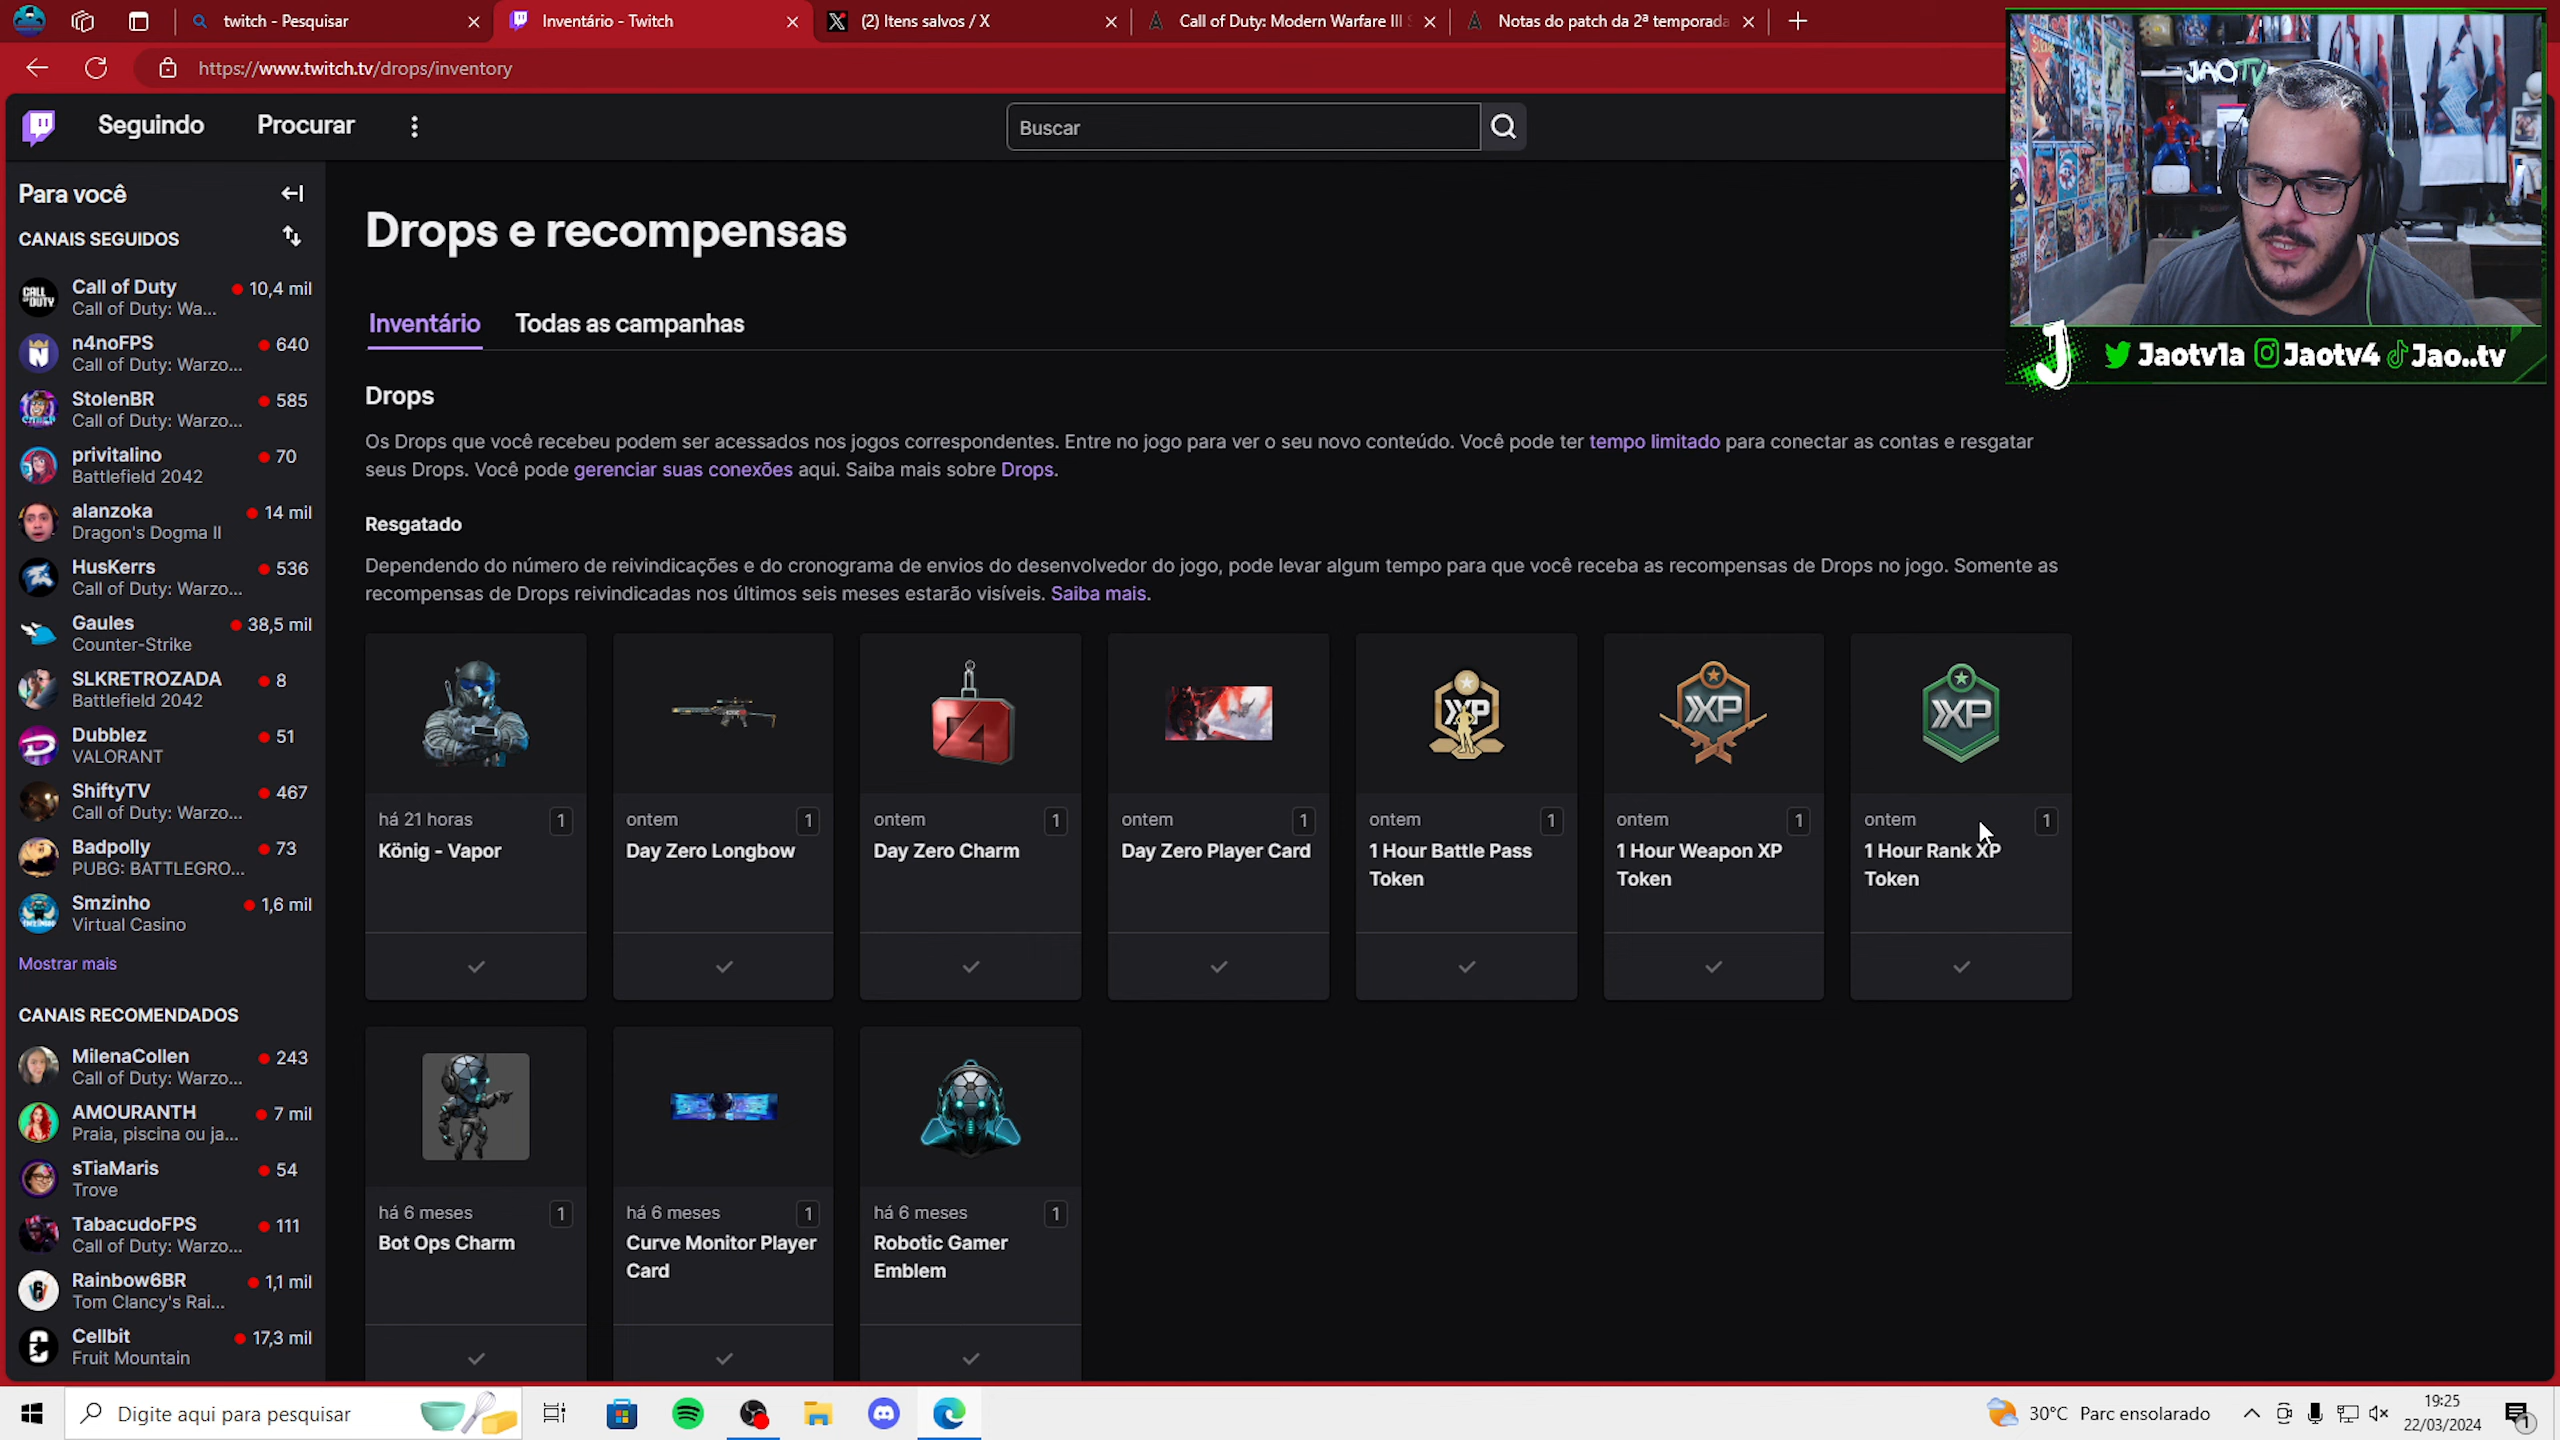 twitch - Pesquisar
Inventário - Twitch
(2) Itens salvos / X
Call of Duty: Modern Warfare III S
Notas do patch da 2ª temporada
https://www.twitch.tv/drops/inventory
Seguindo
Procurar
Buscar
JAOTV
Jaotv1a
Jaotv4
Jao..tv
Para você
CANAIS SEGUIDOS
Call of Duty
10,4 mil
Call of Duty: Wa...
n4noFPS
640
Call of Duty: Warzo...
StolenBR
585
Call of Duty: Warzo...
privitalino
70
Battlefield 2042
alanzoka
14 mil
Dragon's Dogma II
HusKerrs
536
Call of Duty: Warzo...
Gaules
38,5 mil
Counter-Strike
SLKRETROZADA
8
Battlefield 2042
Dubblez
51
VALORANT
ShiftyTV
467
Call of Duty: Warzo...
Badpolly
73
PUBG: BATTLEGRO...
Smzinho
1,6 mil
Virtual Casino
Mostrar mais
CANAIS RECOMENDADOS
MilenaCollen
243
Call of Duty: Warzo...
AMOURANTH
7 mil
Praia, piscina ou ja...
sTiaMaris
54
Trove
TabacudoFPS
111
Call of Duty: Warzo...
Rainbow6BR
1,1 mil
Tom Clancy's Rai...
Cellbit
17,3 mil
Fruit Mountain
Drops e recompensas
Inventário
Todas as campanhas
Drops
Os Drops que você recebeu podem ser acessados nos jogos correspondentes. Entre no jogo para ver o seu novo conteúdo. Você pode ter tempo limitado para conectar as contas e resgatar
seus Drops. Você pode gerenciar suas conexões aqui. Saiba mais sobre Drops.
Resgatado
Dependendo do número de reivindicações e do cronograma de envios do desenvolvedor do jogo, pode levar algum tempo para que você receba as recompensas de Drops no jogo. Somente as
recompensas de Drops reivindicadas nos últimos seis meses estarão visíveis. Saiba mais.
XP
XP
XP
há 21 horas
1
König - Vapor
ontem
1
Day Zero Longbow
ontem
1
Day Zero Charm
ontem
1
Day Zero Player Card
ontem
1
1 Hour Battle Pass
Token
ontem
1
1 Hour Weapon XP
Token
ontem
1
1 Hour Rank XP
Token
há 6 meses
1
Bot Ops Charm
há 6 meses
1
Curve Monitor Player
Card
há 6 meses
1
Robotic Gamer
Emblem
Digite aqui para pesquisar
30°C
Parc ensolarado
19:25
22/03/2024
1